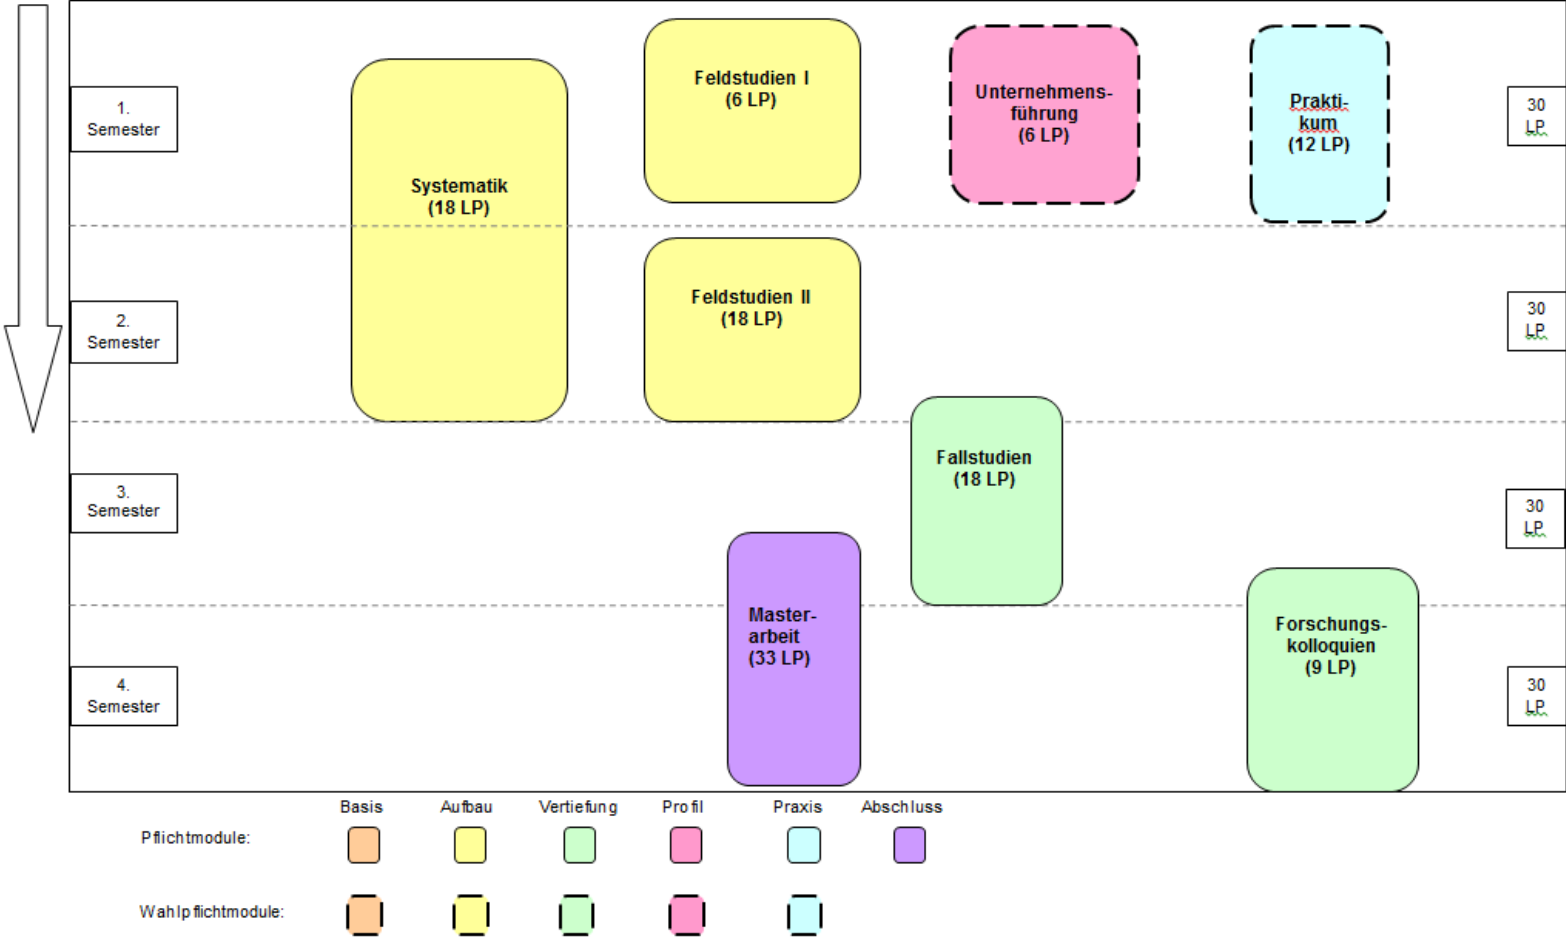 1.
Semester
Systematik
(18 LP)
Feldstudien I
(6 LP)
Unternehmens-
führung
(6 LP)
Prakti-
kum
(12 LP)
30
LP
2.
Semester
Feldstudien II
(18 LP)
30
LP
3.
Semester
Fallstudien
(18 LP)
30
LP
4.
Semester
Master-
arbeit
(33 LP)
Forschungs-
kolloquien
(9 LP)
30
LP
Basis Aufbau Vertiefung Profil Praxis Abschluss
Pflichtmodule:
Wahlpflichtmodule: